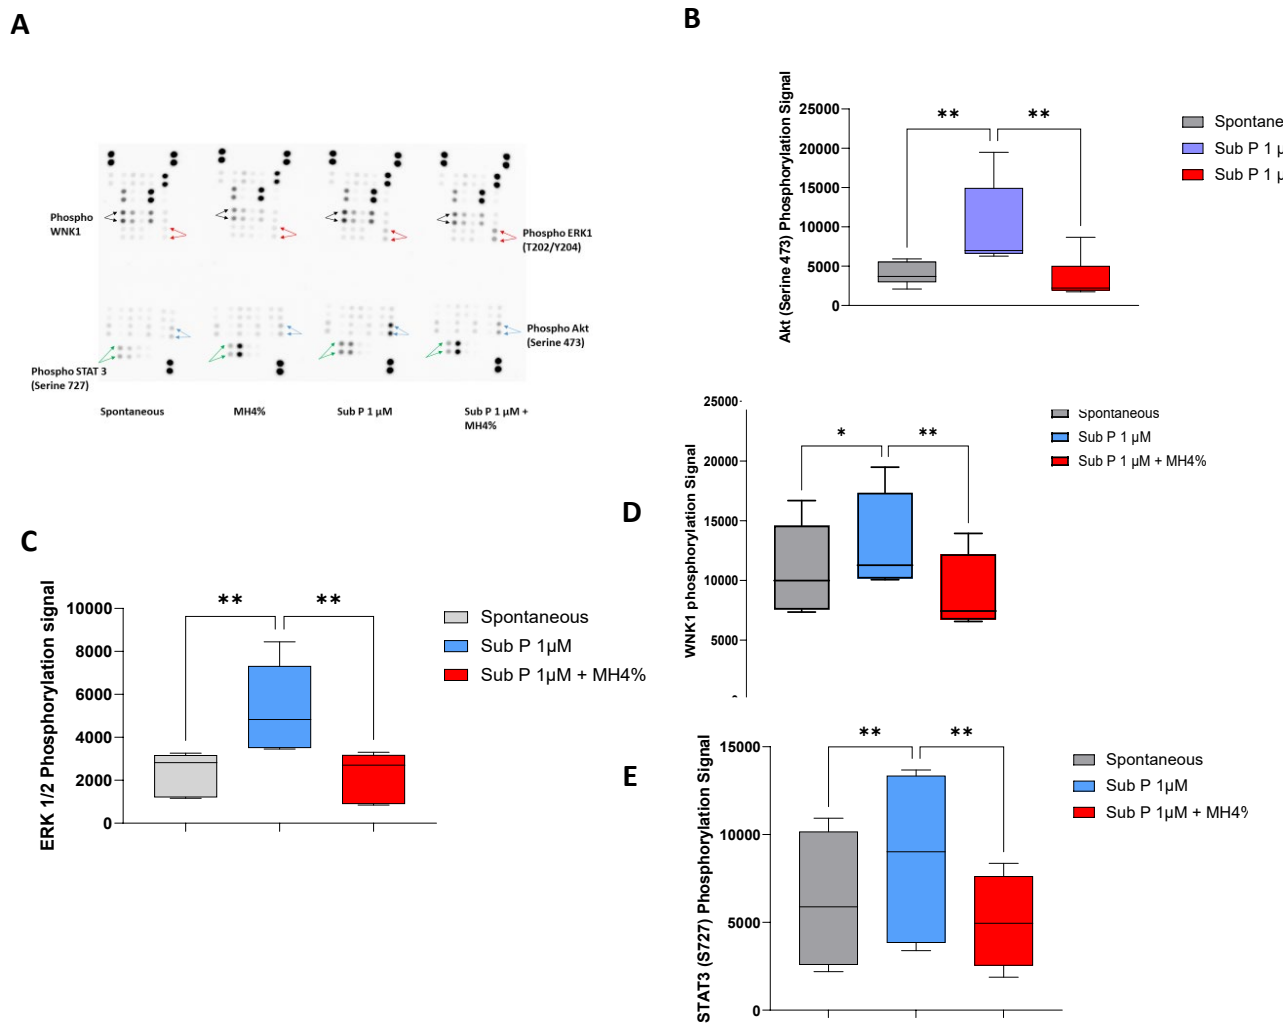 A
Phospho
WNK1
Phospho ERK1
(T202/Y204)
Phospho Akt
(Serine 473)
Phospho STAT 3
(Serine 727)
Spontaneous
MH4%
Sub P 1 µM
Sub P 1 µM +
MH4%
B
Akt (Serine 473) Phosphorylation Signal
25000
20000
15000
10000
5000
0
**
**
Spontane
Sub P 1 µ
Sub P 1 µ
C
ERK 1/2 Phosphorylation signal
10000
8000
6000
4000
2000
0
**
**
Spontaneous
Sub P 1µM
Sub P 1µM + MH4%
D
WNK1 phosphorylation Signal
25000
20000
15000
10000
5000
*
**
Spontaneous
Sub P 1 µM
Sub P 1 µM + MH4%
E
STAT3 (S727) Phosphorylation Signal
15000
10000
5000
0
**
**
Spontaneous
Sub P 1µM
Sub P 1µM + MH4%